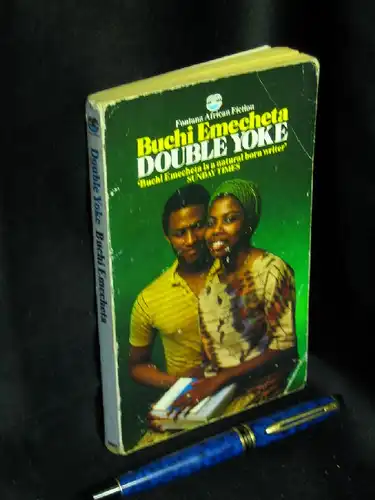 Fontana African Fiction
Buchi Emecheta
DOUBLE YOKE
'Buchi Emecheta is a natural born writer'
SUNDAY TIMES
Double Yoke Buchi Emecheta